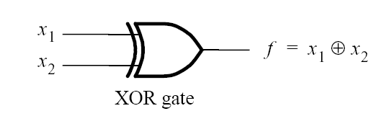 x₁
x₂
f = x₁ ⊕ x₂
XOR gate